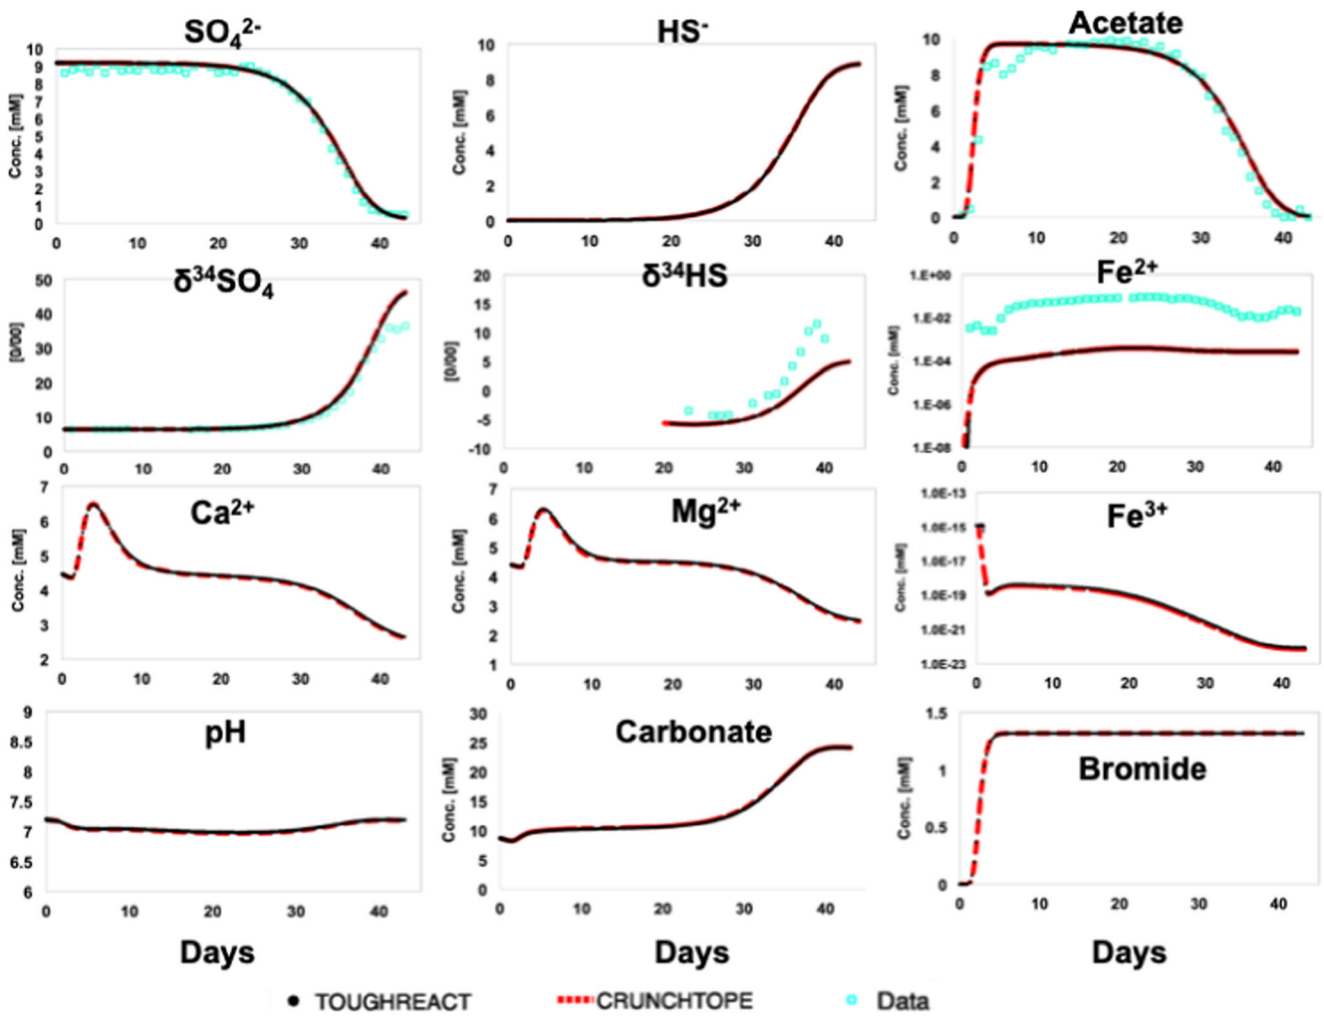 SO₄²⁻
HS⁻
Acetate
Conc. [mM]
10
9
8
7
6
5
4
3
2
1
0
0 10 20 30 40
Conc. [mM]
10
8
6
4
2
0
0 10 20 30 40
Conc. [mM]
10
8
6
4
2
0
0 10 20 30 40
δ³⁴SO₄
δ³⁴HS
Fe²⁺
[0/00]
50
40
30
20
10
0
0 10 20 30 40
[0/00]
20
15
10
5
0
-5
-10
0 10 20 30 40
Conc. [mM]
1.E+00
1.E-02
1.E-04
1.E-06
1.E-08
0 10 20 30 40
Ca²⁺
Mg²⁺
Fe³⁺
Conc. [mM]
7
6
5
4
3
2
0 10 20 30 40
Conc. [mM]
7
6
5
4
3
2
1
0 10 20 30 40
Conc. [mM]
1.0E-13
1.0E-15
1.0E-17
1.0E-19
1.0E-21
1.0E-23
0 10 20 30 40
pH
Carbonate
Bromide
9
8.5
8
7.5
7
6.5
6
0 10 20 30 40
Conc. [mM]
30
25
20
15
10
5
0
0 10 20 30 40
Conc. [mM]
1.5
1
0.5
0
0 10 20 30 40
Days
Days
Days
TOUGHREACT
CRUNCHTOPE
Data